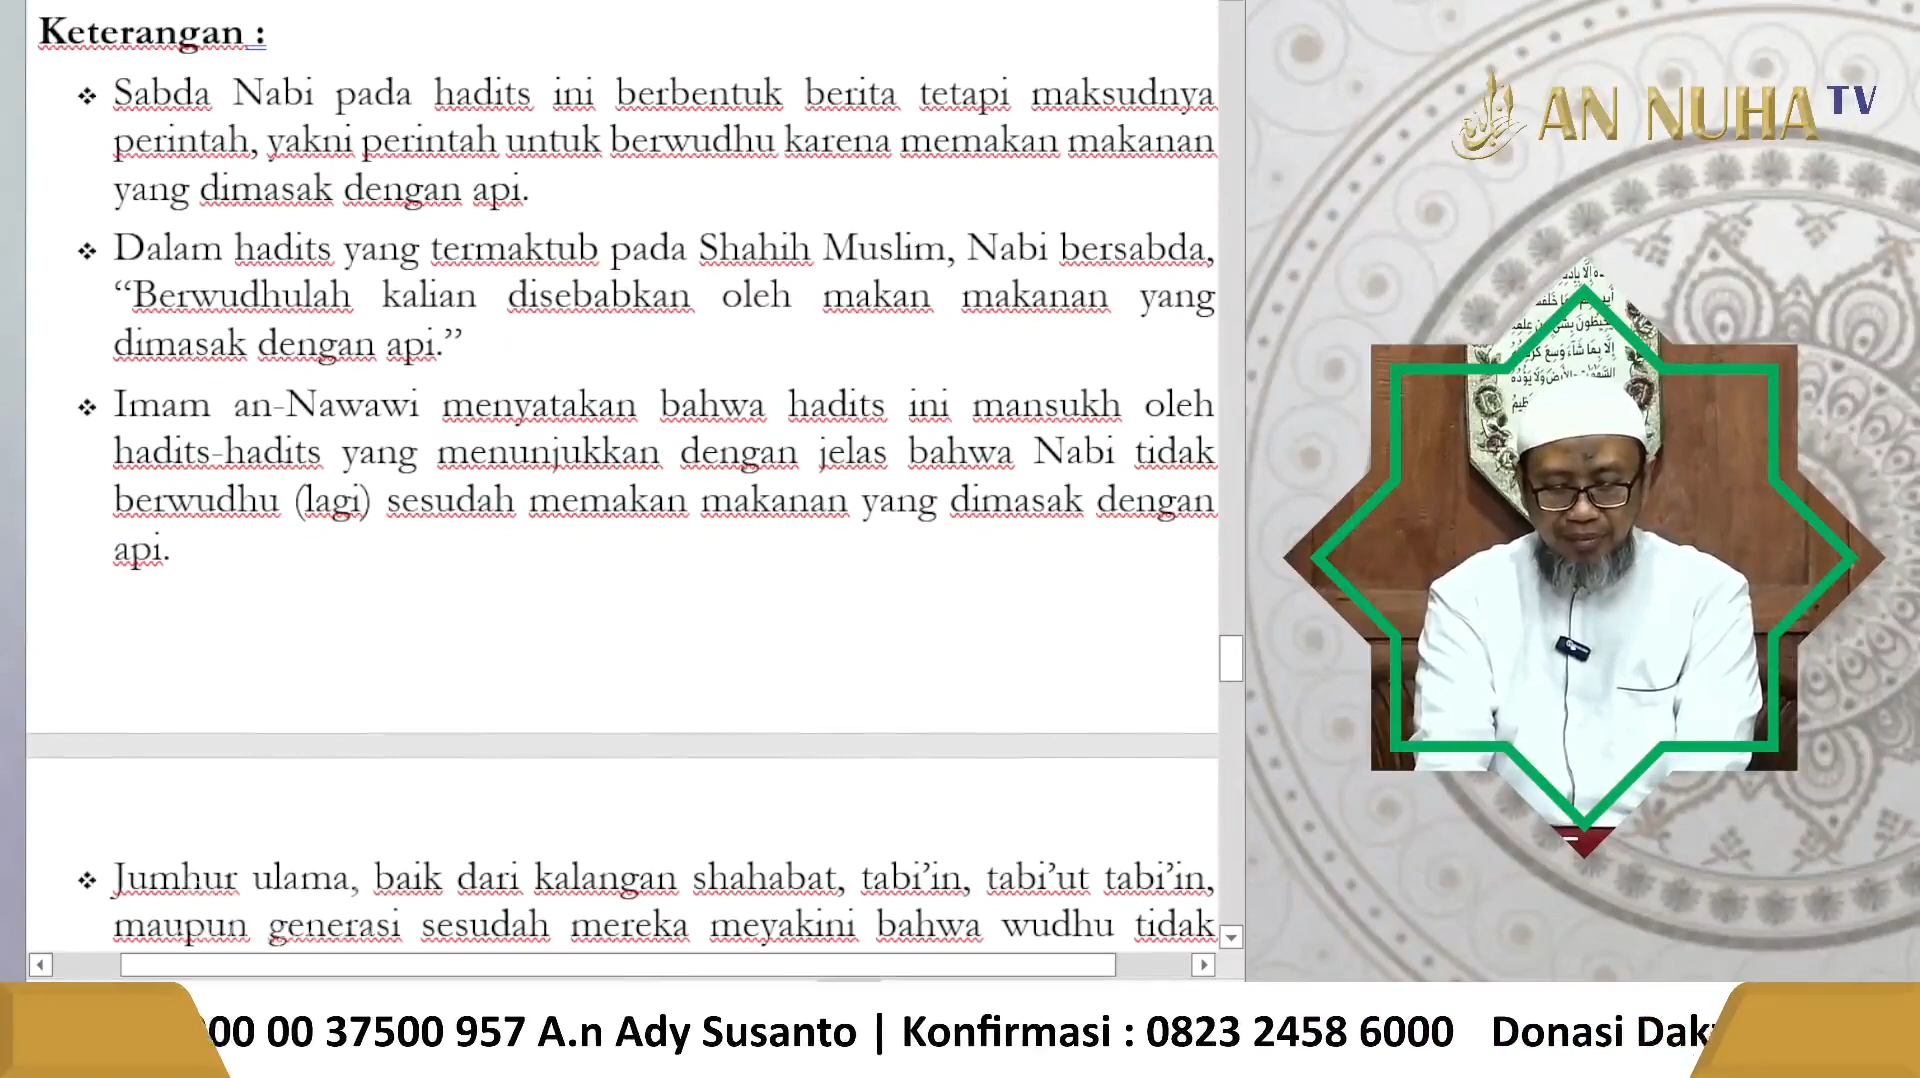 Keterangan :
❖ Sabda Nabi pada hadits ini berbentuk berita tetapi maksudnya
perintah, yakni perintah untuk berwudhu karena memakan makanan
yang dimasak dengan api.
❖ Dalam hadits yang termaktub pada Shahih Muslim, Nabi bersabda,
“Berwudhulah kalian disebabkan oleh makan makanan yang
dimasak dengan api.”
❖ Imam an-Nawawi menyatakan bahwa hadits ini mansukh oleh
hadits-hadits yang menunjukkan dengan jelas bahwa Nabi tidak
berwudhu (lagi) sesudah memakan makanan yang dimasak dengan
api.
❖ Jumhur ulama, baik dari kalangan shahabat, tabi’in, tabi’ut tabi’in,
maupun generasi sesudah mereka meyakini bahwa wudhu tidak
AN NUHA TV
00 00 37500 957 A.n Ady Susanto | Konfirmasi : 0823 2458 6000 Donasi Dak